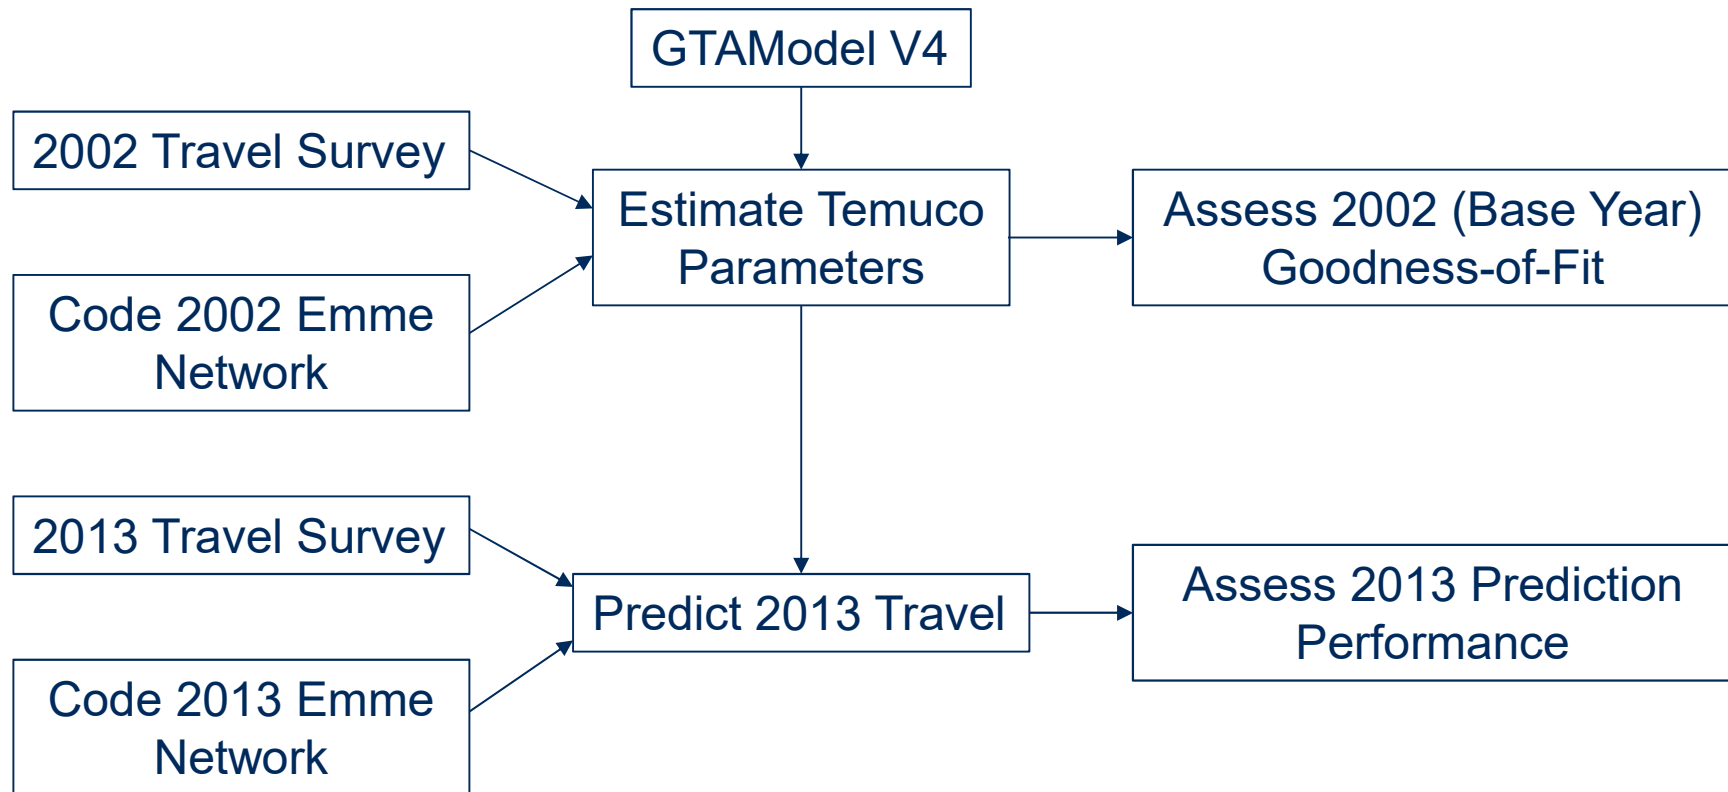 GTAModel V4
2002 Travel Survey
Estimate Temuco
Parameters
Assess 2002 (Base Year)
Goodness-of-Fit
Code 2002 Emme
Network
2013 Travel Survey
Predict 2013 Travel
Assess 2013 Prediction
Performance
Code 2013 Emme
Network